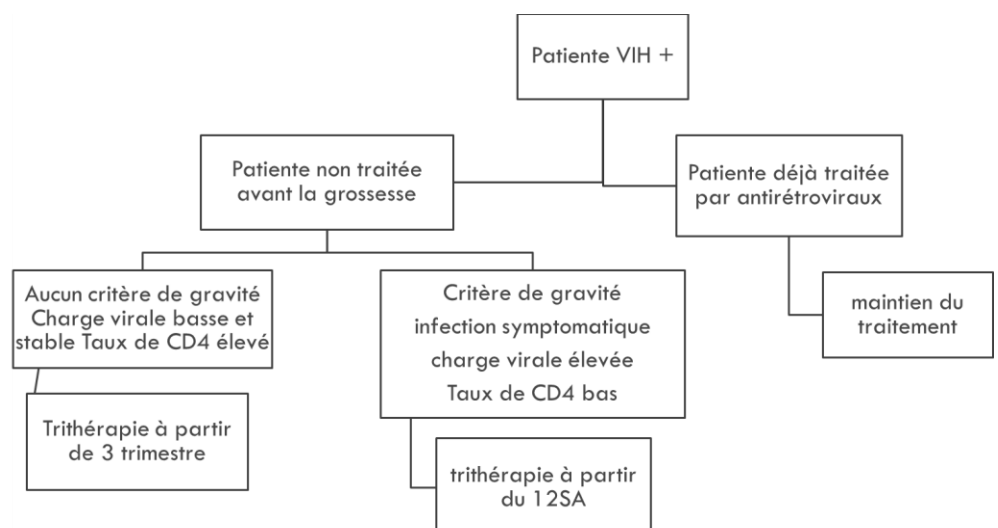 Patiente VIH +
Patiente non traitée
avant la grossesse
Patiente déjà traitée
par antirétroviraux
Aucun critère de gravité
Charge virale basse et
stable Taux de CD4 élevé
Critère de gravité
infection symptomatique
charge virale élevée
Taux de CD4 bas
maintien du
traitement
Trithérapie à partir
de 3 trimestre
trithérapie à partir
du 12SA